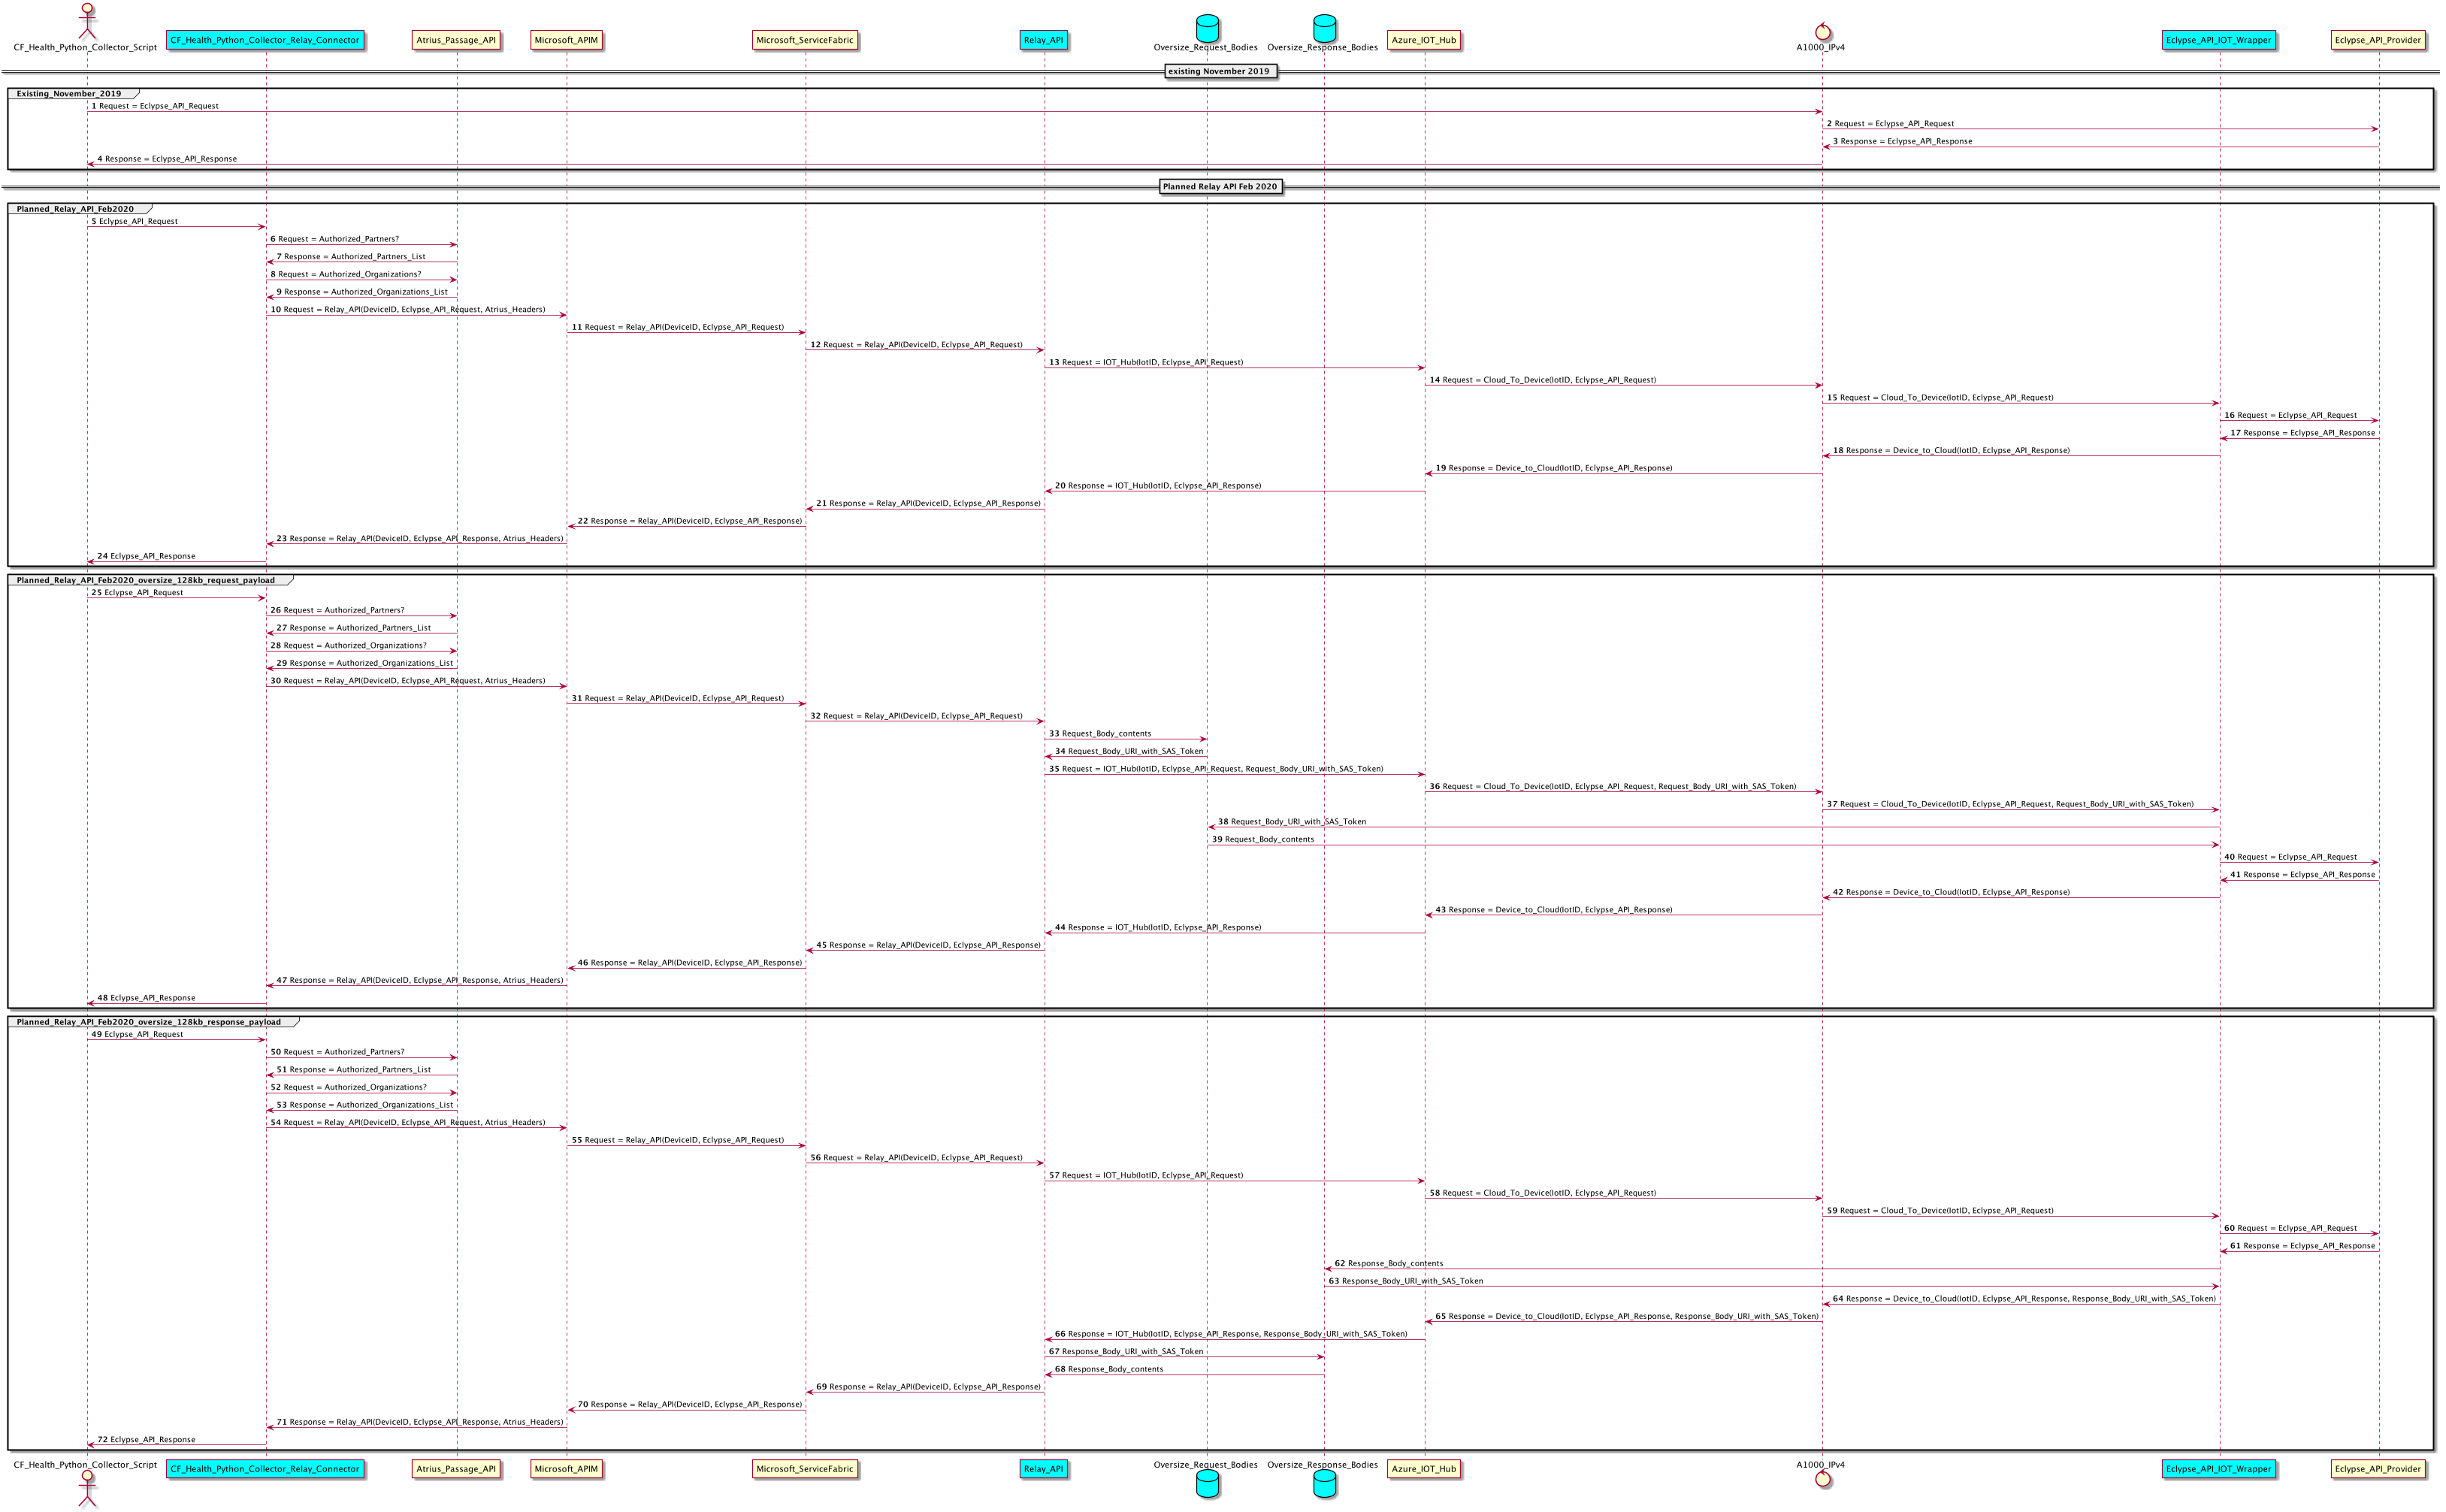 CF_Health_Python_Collector_Script
CF_Health_Python_Collector_Relay_Connector
Atrius_Passage_API
Microsoft_APIM
Microsoft_ServiceFabric
Relay_API
Oversize_Request_Bodies
Oversize_Response_Bodies
Azure_IOT_Hub
A1000_IPv4
Eclypse_API_IOT_Wrapper
Eclypse_API_Provider
existing November 2019
Existing_November_2019
1 Request = Eclypse_API_Request
2 Request = Eclypse_API_Request
3 Response = Eclypse_API_Response
4 Response = Eclypse_API_Response
Planned Relay API Feb 2020
Planned_Relay_API_Feb2020
5 Eclypse_API_Request
6 Request = Authorized_Partners?
7 Response = Authorized_Partners_List
8 Request = Authorized_Organizations?
9 Response = Authorized_Organizations_List
10 Request = Relay_API(DeviceID, Eclypse_API_Request, Atrius_Headers)
11 Request = Relay_API(DeviceID, Eclypse_API_Request)
12 Request = Relay_API(DeviceID, Eclypse_API_Request)
13 Request = IOT_Hub(IotID, Eclypse_API_Request)
14 Request = Cloud_To_Device(IotID, Eclypse_API_Request)
15 Request = Cloud_To_Device(IotID, Eclypse_API_Request)
16 Request = Eclypse_API_Request
17 Response = Eclypse_API_Response
18 Response = Device_to_Cloud(IotID, Eclypse_API_Response)
19 Response = Device_to_Cloud(IotID, Eclypse_API_Response)
20 Response = IOT_Hub(IotID, Eclypse_API_Response)
21 Response = Relay_API(DeviceID, Eclypse_API_Response)
22 Response = Relay_API(DeviceID, Eclypse_API_Response)
23 Response = Relay_API(DeviceID, Eclypse_API_Response, Atrius_Headers)
24 Eclypse_API_Response
Planned_Relay_API_Feb2020_oversize_128kb_request_payload
25 Eclypse_API_Request
26 Request = Authorized_Partners?
27 Response = Authorized_Partners_List
28 Request = Authorized_Organizations?
29 Response = Authorized_Organizations_List
30 Request = Relay_API(DeviceID, Eclypse_API_Request, Atrius_Headers)
31 Request = Relay_API(DeviceID, Eclypse_API_Request)
32 Request = Relay_API(DeviceID, Eclypse_API_Request)
33 Request_Body_contents
34 Request_Body_URI_with_SAS_Token
35 Request = IOT_Hub(IotID, Eclypse_API_Request, Request_Body_URI_with_SAS_Token)
36 Request = Cloud_To_Device(IotID, Eclypse_API_Request, Request_Body_URI_with_SAS_Token)
37 Request = Cloud_To_Device(IotID, Eclypse_API_Request, Request_Body_URI_with_SAS_Token)
38 Request_Body_URI_with_SAS_Token
39 Request_Body_contents
40 Request = Eclypse_API_Request
41 Response = Eclypse_API_Response
42 Response = Device_to_Cloud(IotID, Eclypse_API_Response)
43 Response = Device_to_Cloud(IotID, Eclypse_API_Response)
44 Response = IOT_Hub(IotID, Eclypse_API_Response)
45 Response = Relay_API(DeviceID, Eclypse_API_Response)
46 Response = Relay_API(DeviceID, Eclypse_API_Response)
47 Response = Relay_API(DeviceID, Eclypse_API_Response, Atrius_Headers)
48 Eclypse_API_Response
Planned_Relay_API_Feb2020_oversize_128kb_response_payload
49 Eclypse_API_Request
50 Request = Authorized_Partners?
51 Response = Authorized_Partners_List
52 Request = Authorized_Organizations?
53 Response = Authorized_Organizations_List
54 Request = Relay_API(DeviceID, Eclypse_API_Request, Atrius_Headers)
55 Request = Relay_API(DeviceID, Eclypse_API_Request)
56 Request = Relay_API(DeviceID, Eclypse_API_Request)
57 Request = IOT_Hub(IotID, Eclypse_API_Request)
58 Request = Cloud_To_Device(IotID, Eclypse_API_Request)
59 Request = Cloud_To_Device(IotID, Eclypse_API_Request)
60 Request = Eclypse_API_Request
61 Response = Eclypse_API_Response
62 Response_Body_contents
63 Response_Body_URI_with_SAS_Token
64 Response = Device_to_Cloud(IotID, Eclypse_API_Response, Response_Body_URI_with_SAS_Token)
65 Response = Device_to_Cloud(IotID, Eclypse_API_Response, Response_Body_URI_with_SAS_Token)
66 Response = IOT_Hub(IotID, Eclypse_API_Response, Response_Body_URI_with_SAS_Token)
67 Response_Body_URI_with_SAS_Token
68 Response_Body_contents
69 Response = Relay_API(DeviceID, Eclypse_API_Response)
70 Response = Relay_API(DeviceID, Eclypse_API_Response)
71 Response = Relay_API(DeviceID, Eclypse_API_Response, Atrius_Headers)
72 Eclypse_API_Response
CF_Health_Python_Collector_Script
CF_Health_Python_Collector_Relay_Connector
Atrius_Passage_API
Microsoft_APIM
Microsoft_ServiceFabric
Relay_API
Oversize_Request_Bodies
Oversize_Response_Bodies
Azure_IOT_Hub
A1000_IPv4
Eclypse_API_IOT_Wrapper
Eclypse_API_Provider